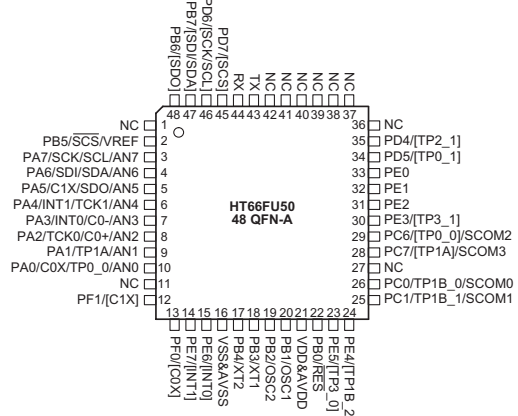 PB6/[SDO]
PB7/[SDI/SDA]
PD6/[SCK/SCL]
PD7/[SCS]
RX
TX
NC
NC
NC
NC
NC
NC
48 47 46 45 44 43 42 41 40 39 38 37
NC 1
PB5/SCS/VREF 2
PA7/SCK/SCL/AN7 3
PA6/SDI/SDA/AN6 4
PA5/C1X/SDO/AN5 5
PA4/INT1/TCK1/AN4 6
PA3/INT0/C0-/AN3 7
PA2/TCK0/C0+/AN2 8
PA1/TP1A/AN1 9
PA0/C0X/TP0_0/AN0 10
NC 11
PF1/[C1X] 12
HT66FU50
48 QFN-A
36 NC
35 PD4/[TP2_1]
34 PD5/[TP0_1]
33 PE0
32 PE1
31 PE2
30 PE3/[TP3_1]
29 PC6/[TP0_0]/SCOM2
28 PC7/[TP1A]/SCOM3
27 NC
26 PC0/TP1B_0/SCOM0
25 PC1/TP1B_1/SCOM1
13 14 15 16 17 18 19 20 21 22 23 24
PF0/[C0X]
PE7/[INT1]
PE6/[INT0]
VSS&AVSS
PB4/XT2
PB3/XT1
PB2/OSC2
PB1/OSC1
VDD&AVDD
PB0/RES
PE5/[TP3_0]
PE4/[TP1B_2